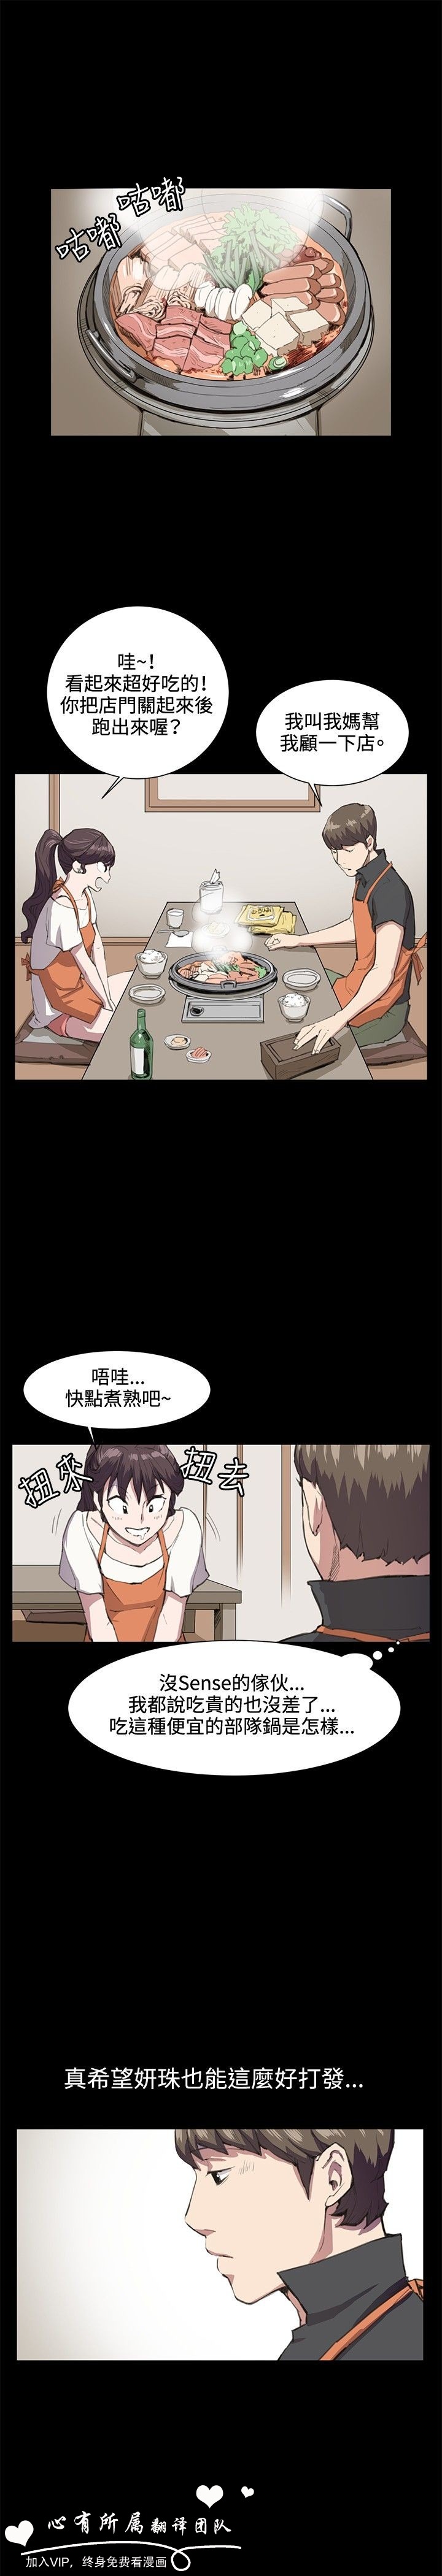 咕嘟咕嘟
哇~!
看起來超好吃的!
你把店門關起來後
跑出來喔?
我叫我媽幫
我顧一下店。
唔哇...
快點煮熟吧~
扭來
扭去
沒Sense的傢伙...
我都說吃貴的也沒差了...
吃這種便宜的部隊鍋是怎樣...
真希望妍珠也能這麼好打發...
心有所属翻译团队
加入VIP，终身免费看漫画